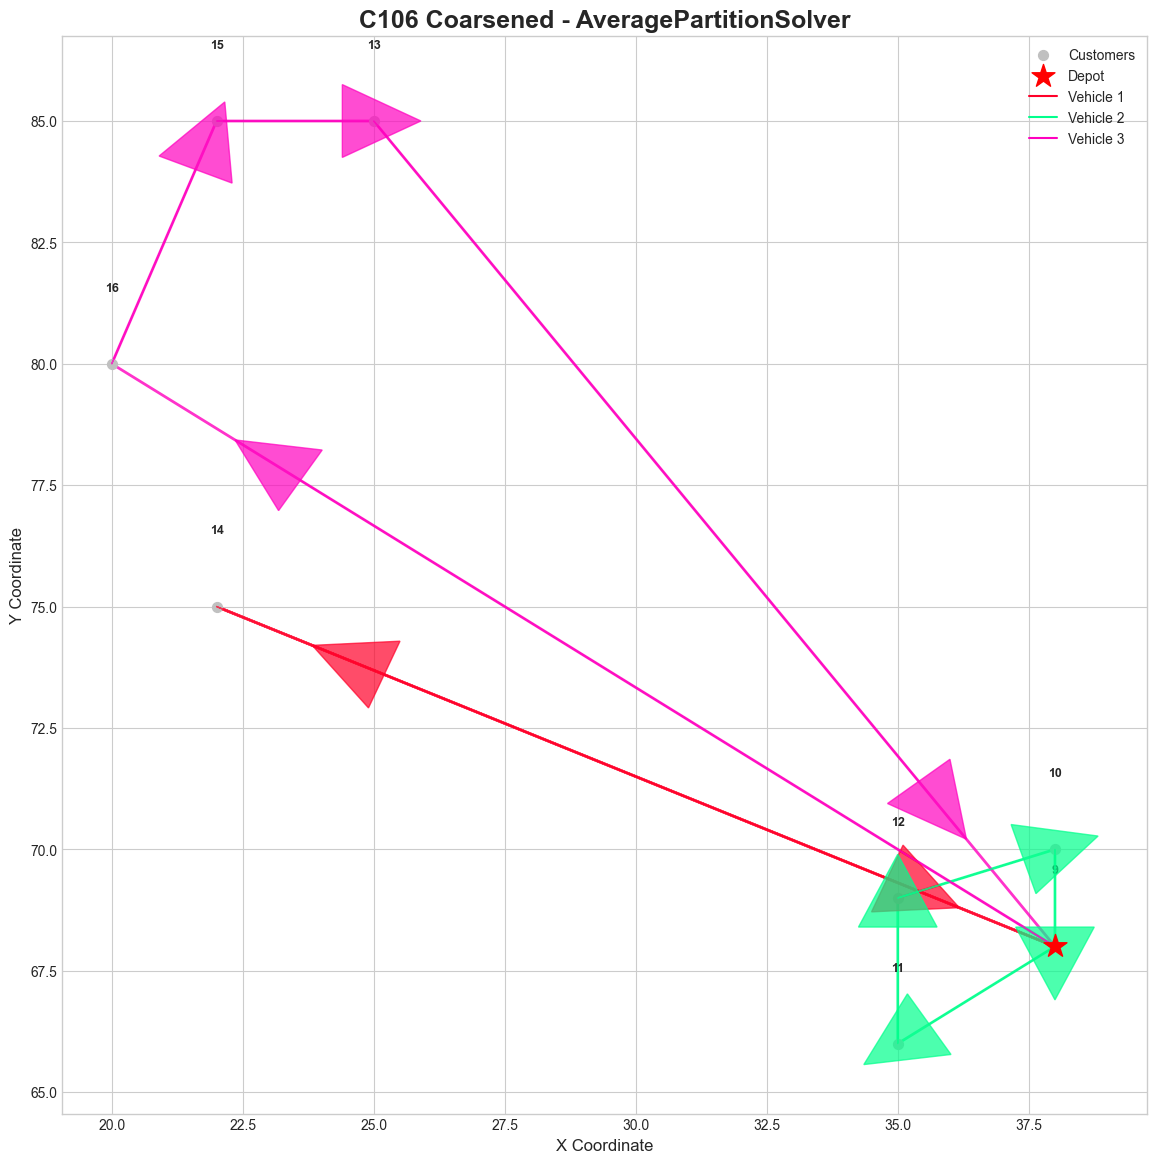 C106 Coarsened - AveragePartitionSolver
Customers
Depot
Vehicle 1
Vehicle 2
Vehicle 3
15
13
16
14
10
12
9
11
85.0
82.5
80.0
77.5
75.0
72.5
70.0
67.5
65.0
Y Coordinate
20.0 22.5 25.0 27.5 30.0 32.5 35.0 37.5
X Coordinate